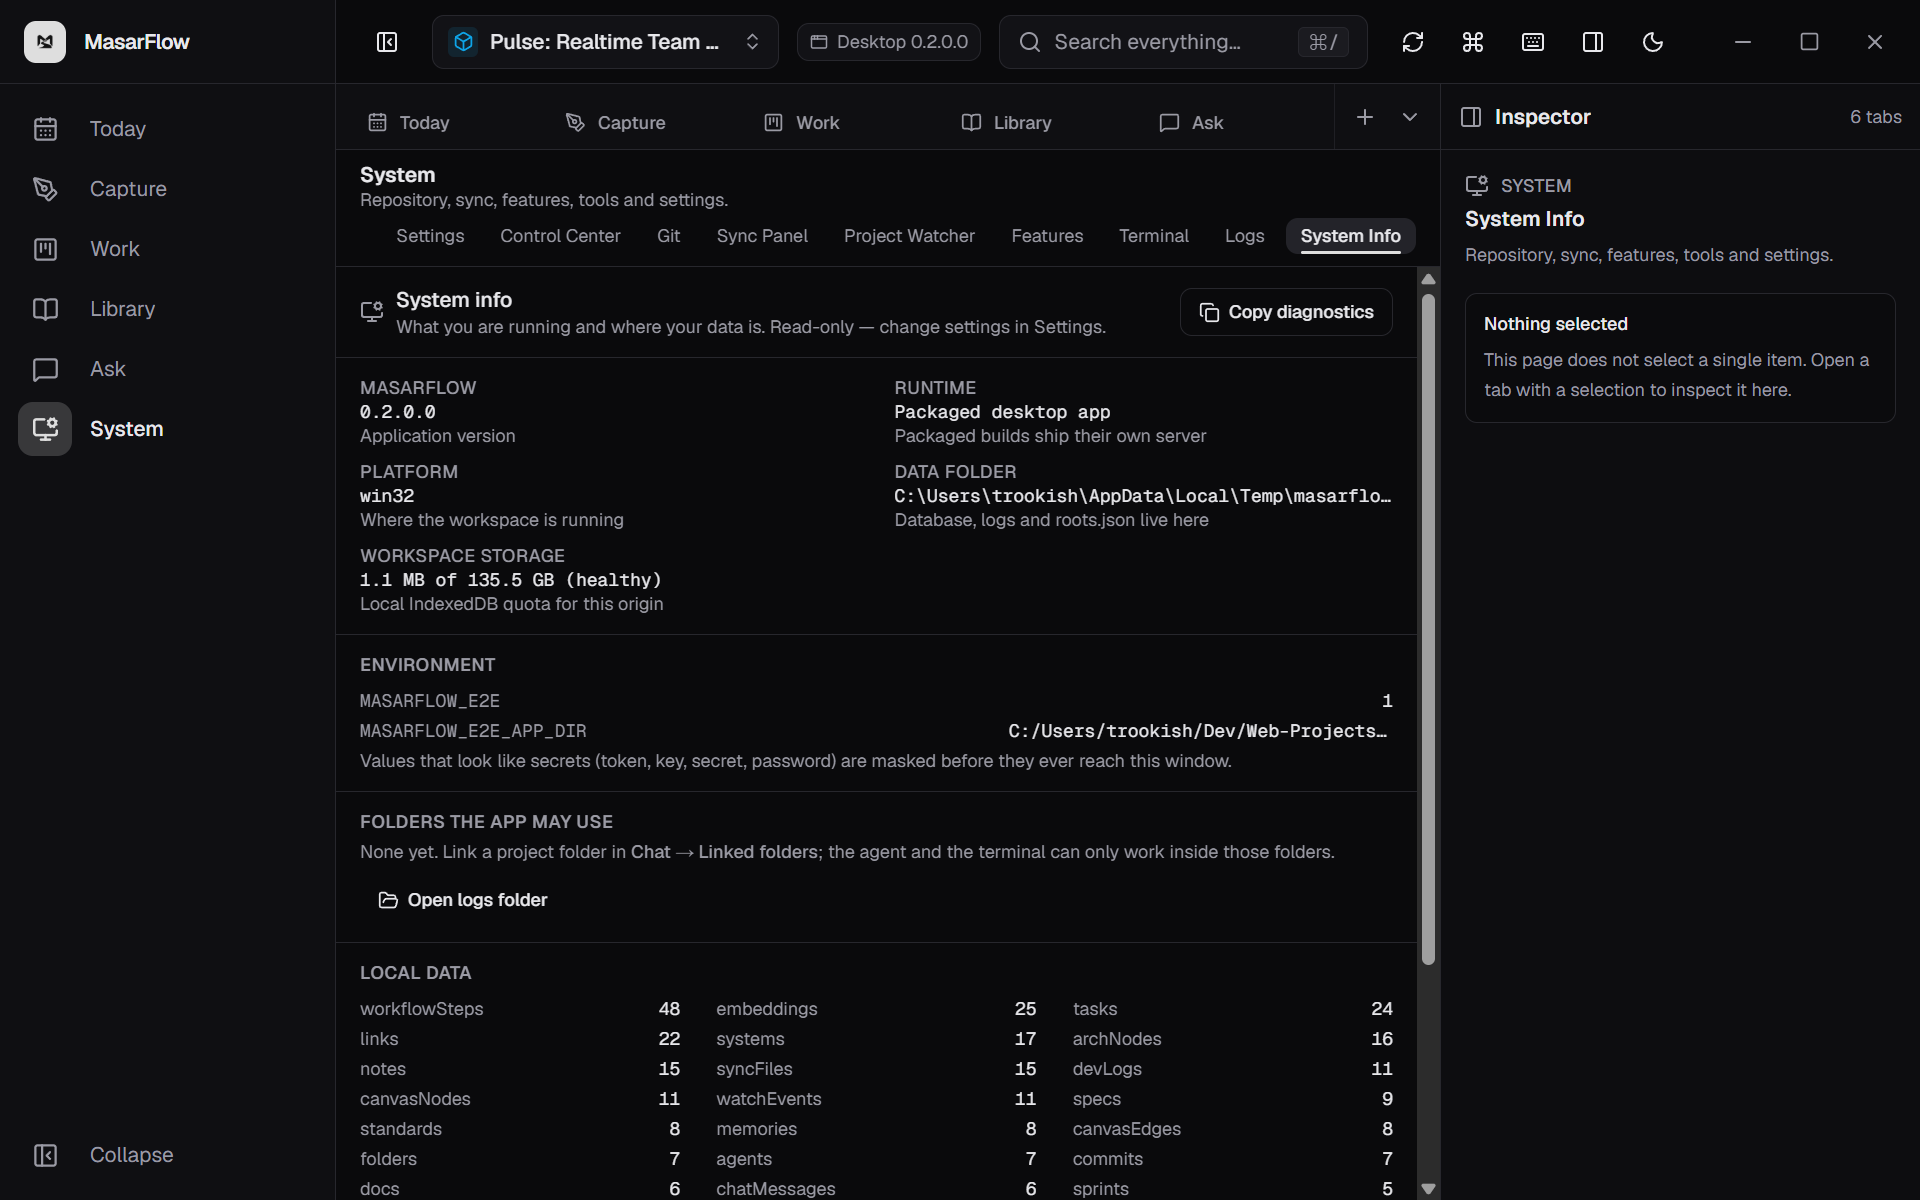 MasarFlow
Pulse: Realtime Team ...
Desktop 0.2.0.0
Search everything...
⌘/
Today
Capture
Work
Library
Ask
System
Collapse
Today
Capture
Work
Library
Ask
System
Repository, sync, features, tools and settings.
Settings
Control Center
Git
Sync Panel
Project Watcher
Features
Terminal
Logs
System Info
System info
What you are running and where your data is. Read-only — change settings in Settings.
Copy diagnostics
MASARFLOW
0.2.0.0
Application version
RUNTIME
Packaged desktop app
Packaged builds ship their own server
PLATFORM
win32
Where the workspace is running
DATA FOLDER
C:\Users\trookish\AppData\Local\Temp\masarflo…
Database, logs and roots.json live here
WORKSPACE STORAGE
1.1 MB of 135.5 GB (healthy)
Local IndexedDB quota for this origin
ENVIRONMENT
MASARFLOW_E2E 1
MASARFLOW_E2E_APP_DIR C:/Users/trookish/Dev/Web-Projects…
Values that look like secrets (token, key, secret, password) are masked before they ever reach this window.
FOLDERS THE APP MAY USE
None yet. Link a project folder in Chat → Linked folders; the agent and the terminal can only work inside those folders.
Open logs folder
LOCAL DATA
workflowSteps 48 embeddings 25 tasks 24
links 22 systems 17 archNodes 16
notes 15 syncFiles 15 devLogs 11
canvasNodes 11 watchEvents 11 specs 9
standards 8 memories 8 canvasEdges 8
folders 7 agents 7 commits 7
docs 6 chatMessages 6 sprints 5
Inspector
6 tabs
SYSTEM
System Info
Repository, sync, features, tools and settings.
Nothing selected
This page does not select a single item. Open a
tab with a selection to inspect it here.